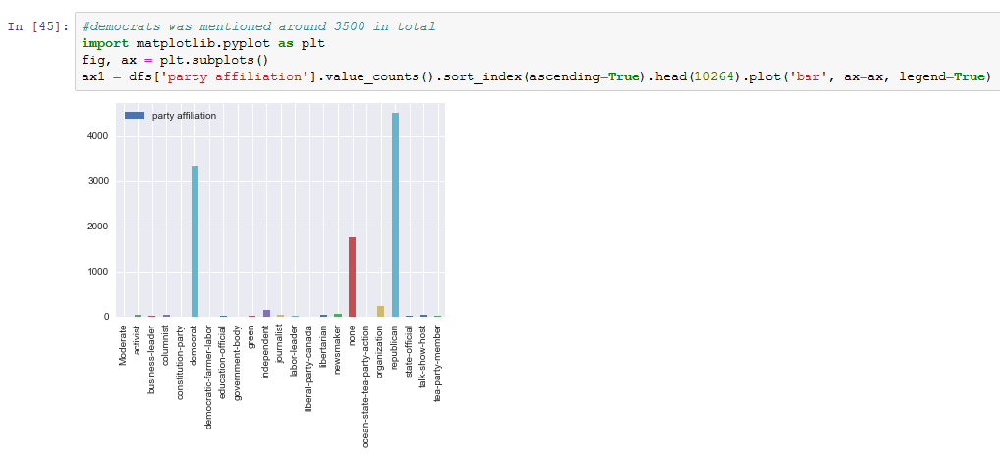 In [45]: #democrats was mentioned around 3500 in total
import matplotlib.pyplot as plt
fig, ax = plt.subplots()
ax1 = dfs['party affiliation'].value_counts().sort_index(ascending=True).head(10264).plot('bar', ax=ax, legend=True)
party affiliation
4000
3000
2000
1000
0
Moderate
activist
business-leader
columnist
constitution-party
democrat
democratic-farmer-labor
education-official
government-body
green
independent
journalist
labor-leader
liberal-party-canada
libertarian
newsmaker
none
ocean-state-tea-party-action
organization
republican
state-official
talk-show-host
tea-party-member